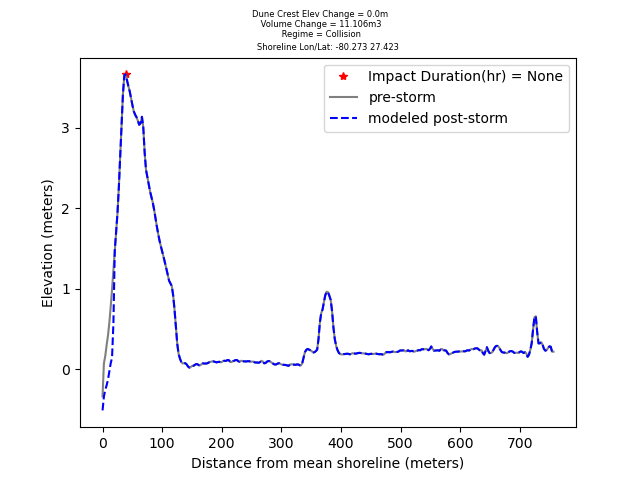 Dune Crest Elev Change = 0.0m
Volume Change = 11.106m3
Regime = Collision
Shoreline Lon/Lat: -80.273 27.423
Impact Duration(hr) = None
pre-storm
modeled post-storm
Elevation (meters)
3
2
1
0
0 100 200 300 400 500 600 700
Distance from mean shoreline (meters)